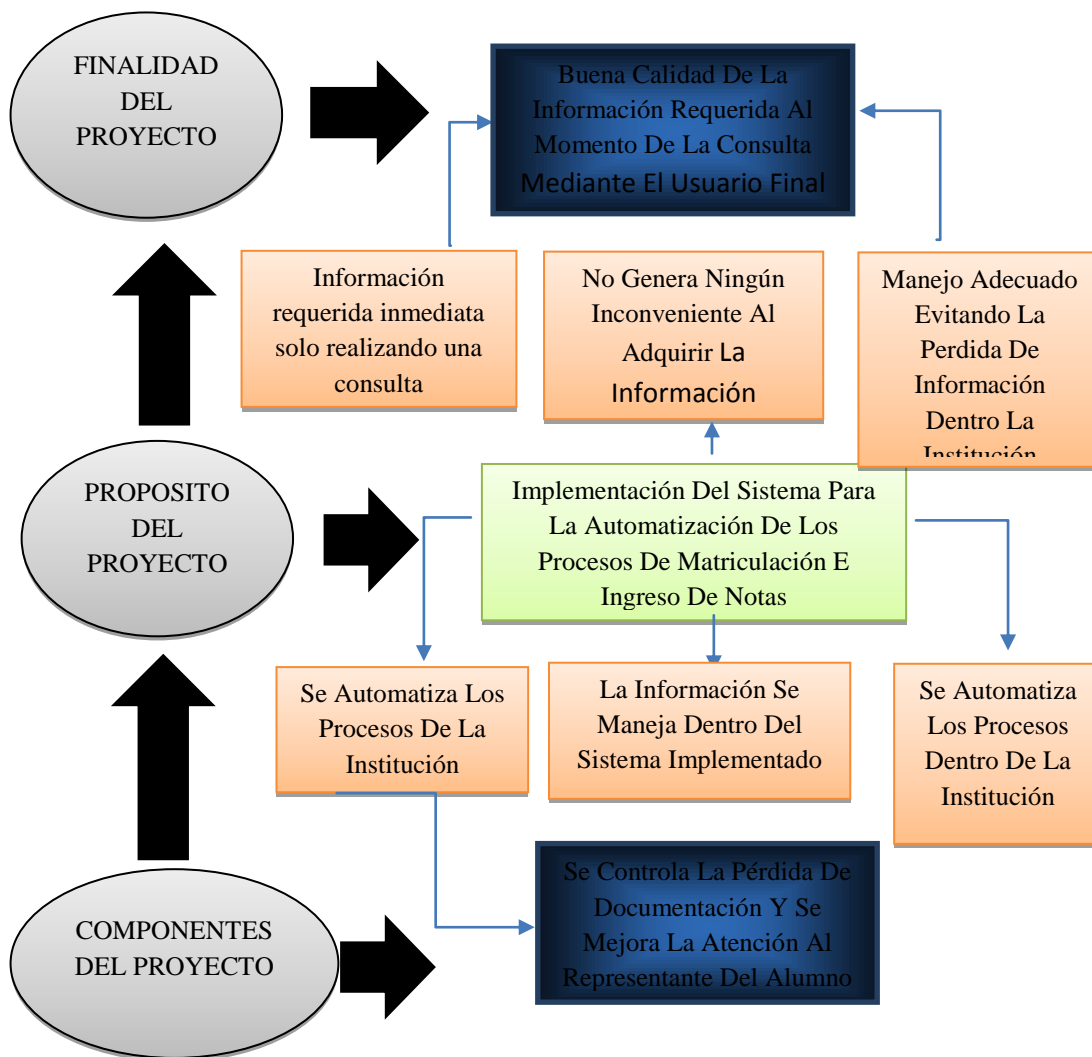 FINALIDAD
DEL
PROYECTO
Buena Calidad De La
Información Requerida Al
Momento De La Consulta
Mediante El Usuario Final
Información
requerida inmediata
solo realizando una
consulta
No Genera Ningún
Inconveniente Al
Adquirir La
Información
Manejo Adecuado
Evitando La
Perdida De
Información
Dentro La
Institución
PROPOSITO
DEL
PROYECTO
Implementación Del Sistema Para
La Automatización De Los
Procesos De Matriculación E
Ingreso De Notas
Se Automatiza Los
Procesos De La
Institución
La Información Se
Maneja Dentro Del
Sistema Implementado
Se Automatiza
Los Procesos
Dentro De La
Institución
COMPONENTES
DEL PROYECTO
Se Controla La Pérdida De
Documentación Y Se
Mejora La Atención Al
Representante Del Alumno